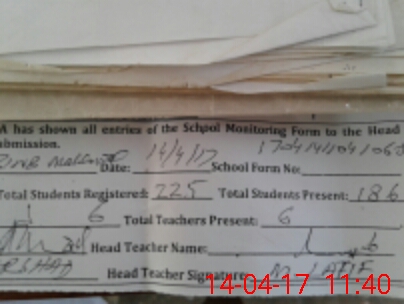 A has shown all entries of the School Monitoring Form to the Head
ubmission.
Date: 14/4/17 School Form No:
Total Students Registered: 225 Total Students Present: 186
6 Total Teachers Present: 6
Head Teacher Name:
Head Teacher Signature: LATIF
14-04-17 11:40